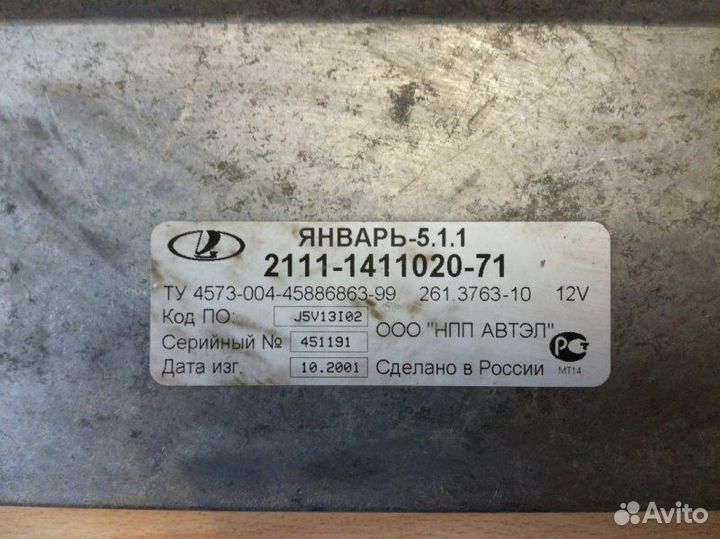 ЯНВАРЬ-5.1.1
2111-1411020-71
ТУ 4573-004-45886863-99 261.3763-10 12V
Код ПО: J5V13I02
ООО "НПП АВТЭЛ"
Серийный № 451191
Дата изг. 10.2001 Сделано в России
МТ14
Avito